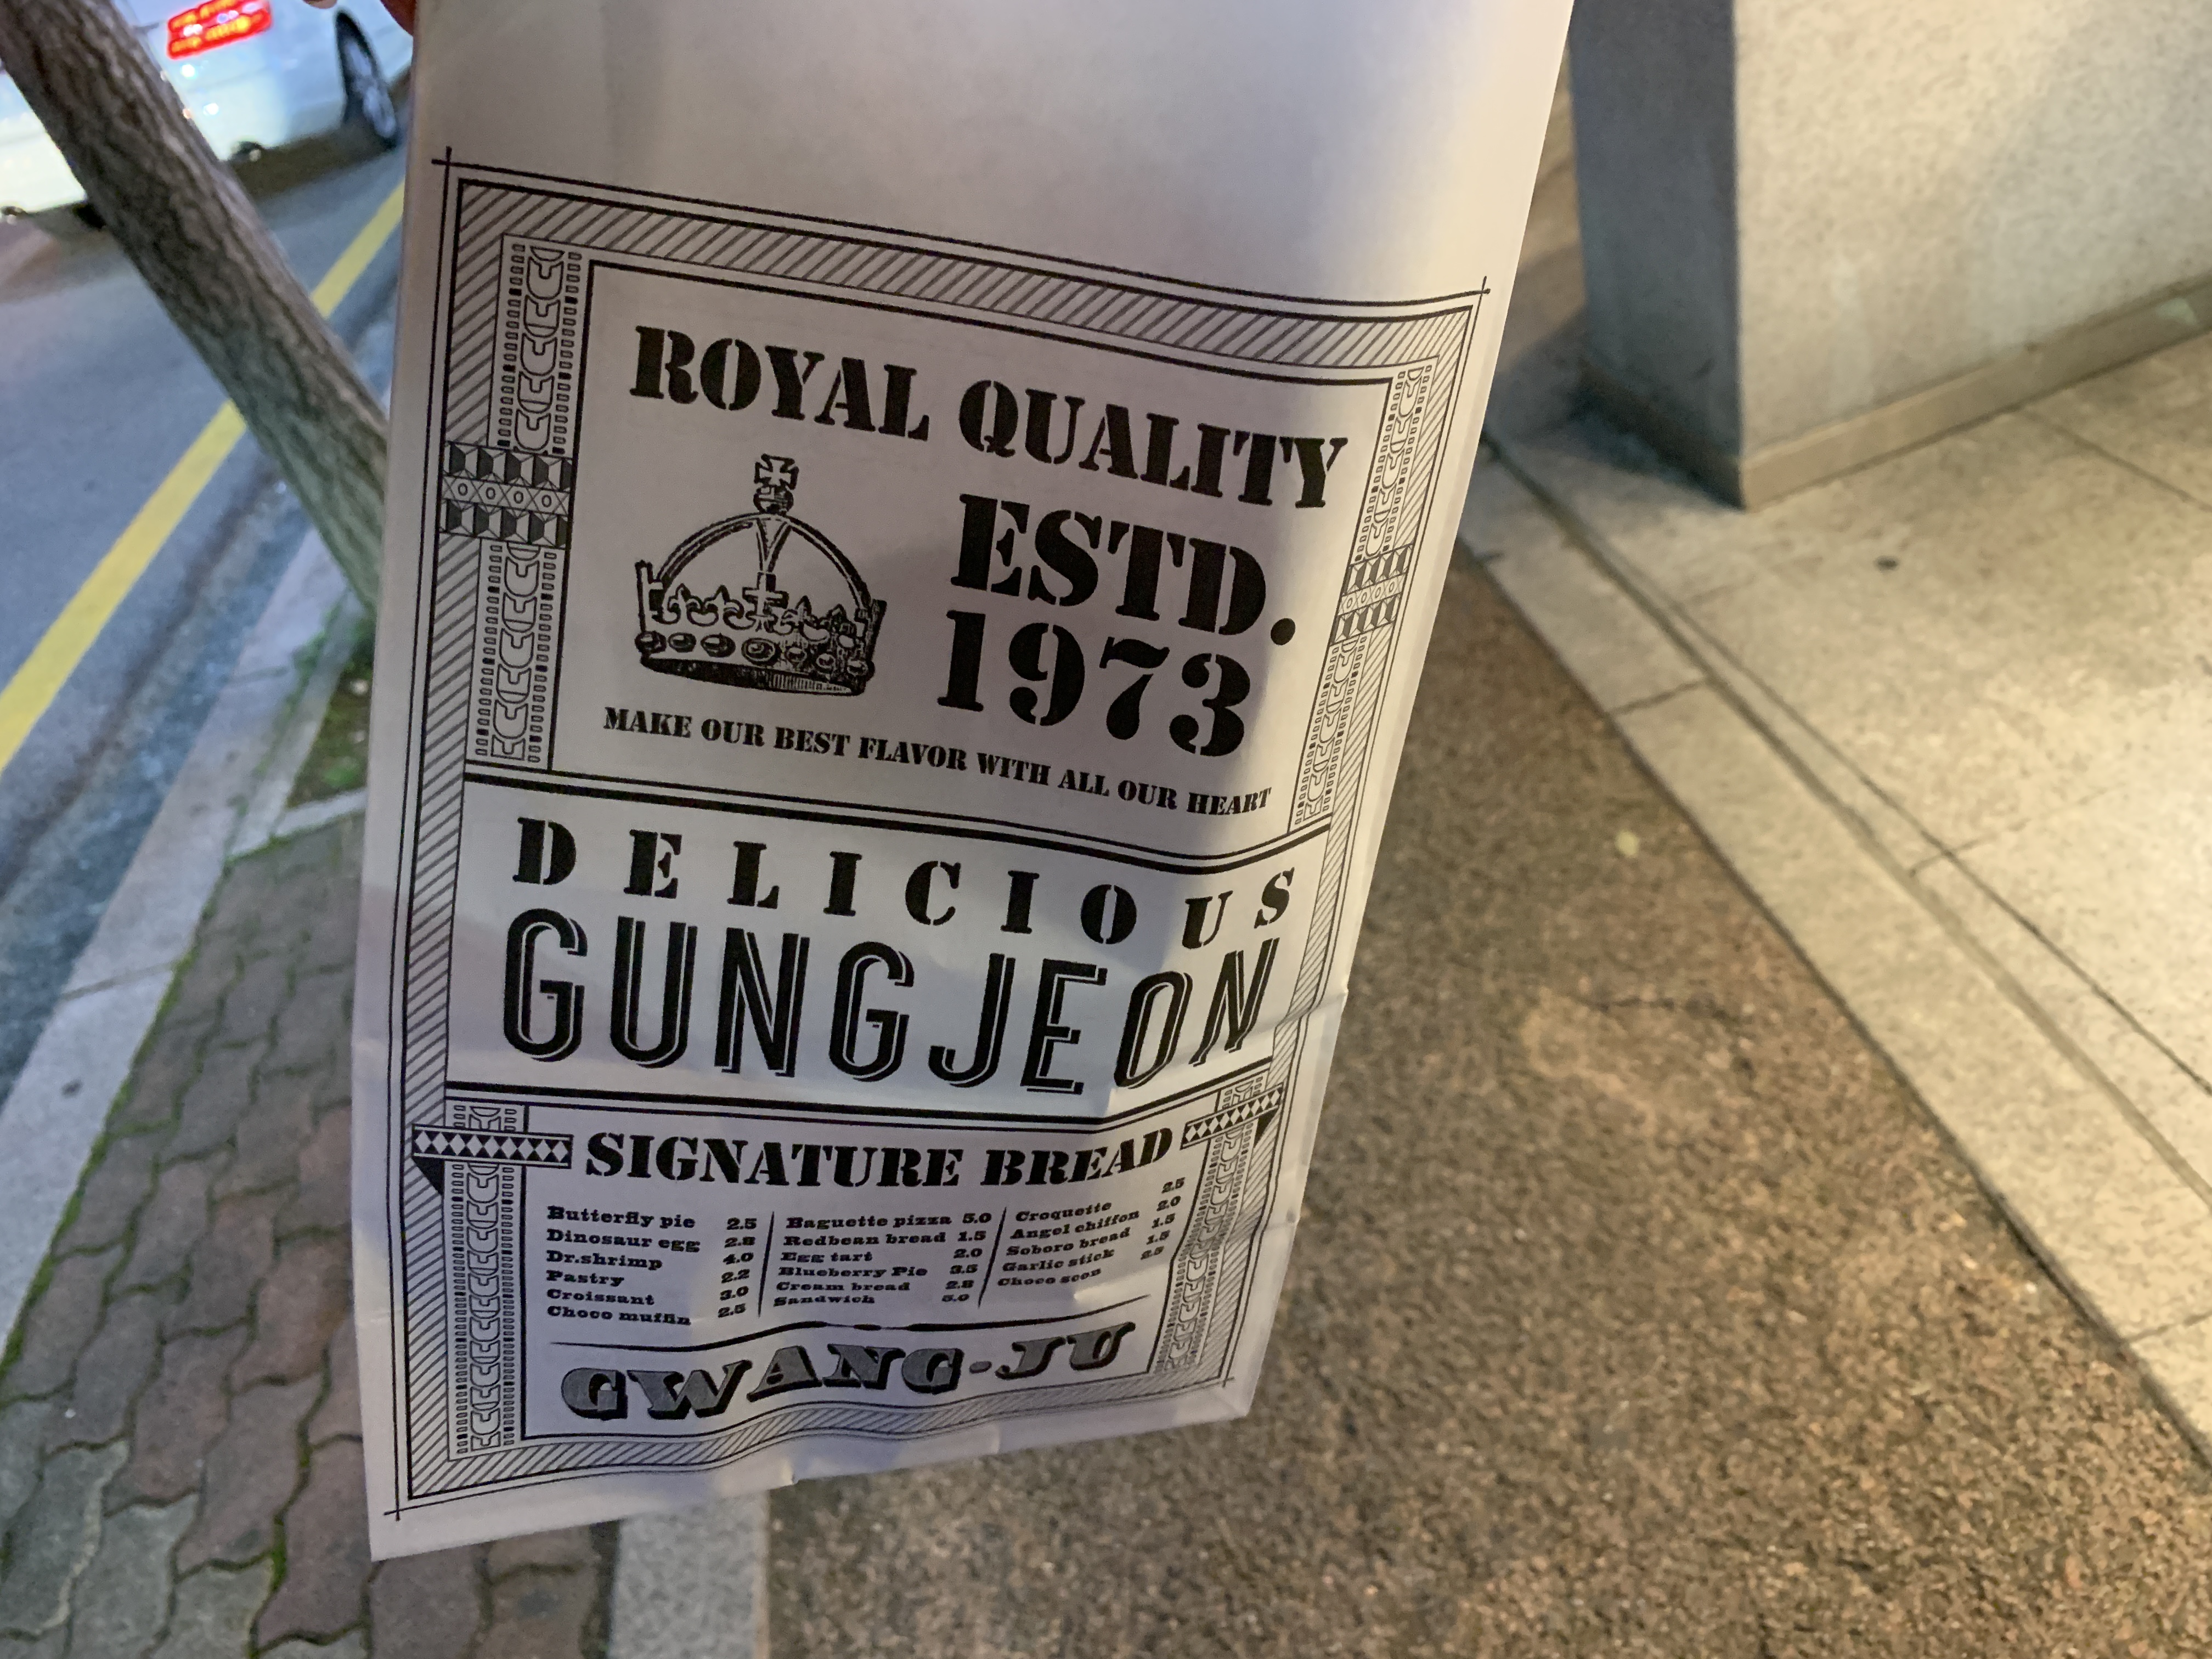 ROYAL QUALITY
ESTD.
1973
MAKE OUR BEST FLAVOR WITH ALL OUR HEART
DELICIOUS
GUNGJEON
SIGNATURE BREAD
Butterfly pie 2.5
Dinosaur egg 2.8
Dr.shrimp 4.0
Pastry 2.2
Croissant 3.0
Choco muffin 2.5
Baguette pizza 5.0
Redbean bread 1.5
Egg tart 2.0
Blueberry Pie 3.5
Cream bread 2.8
Sandwich 5.0
Croquette 2.5
Angel chiffon 2.0
Soboro bread 1.5
Garlic stick 1.5
Choco scon 2.5
GWANG-JU